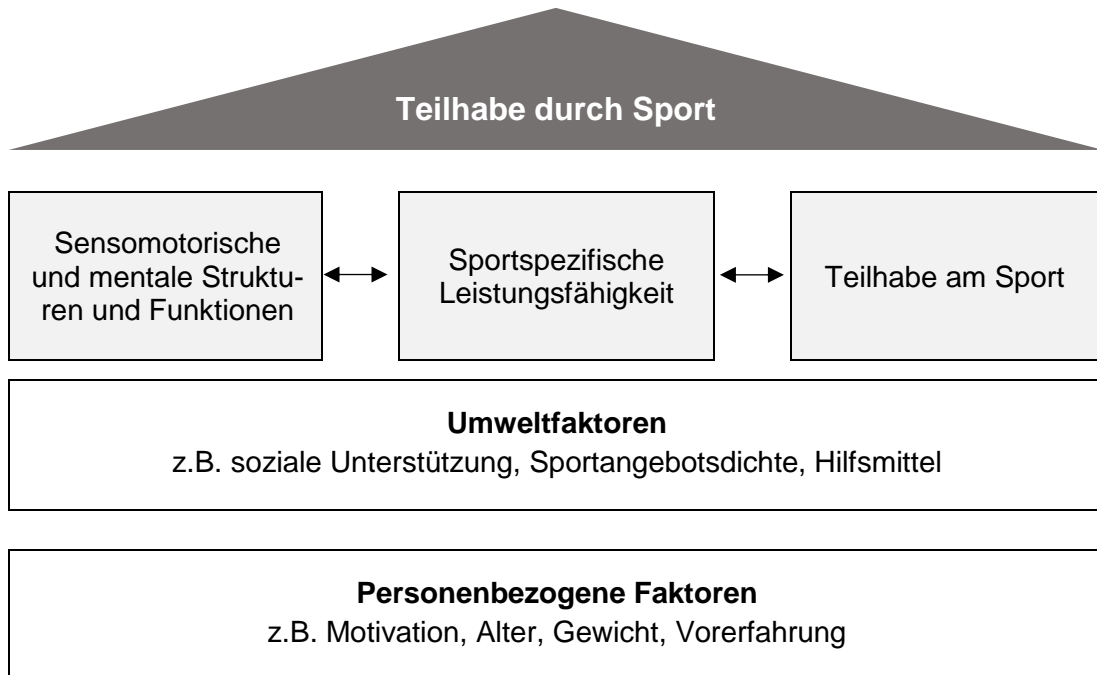 Teilhabe durch Sport
Sensomotorische
und mentale Struktu-
ren und Funktionen
Sportspezifische
Leistungsfähigkeit
Teilhabe am Sport
Umweltfaktoren
z.B. soziale Unterstützung, Sportangebotsdichte, Hilfsmittel
Personenbezogene Faktoren
z.B. Motivation, Alter, Gewicht, Vorerfahrung